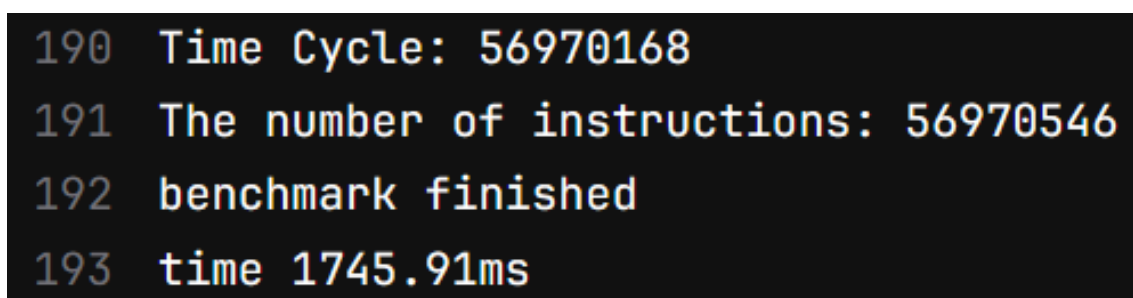 190 Time Cycle: 56970168
191 The number of instructions: 56970546
192 benchmark finished
193 time 1745.91ms